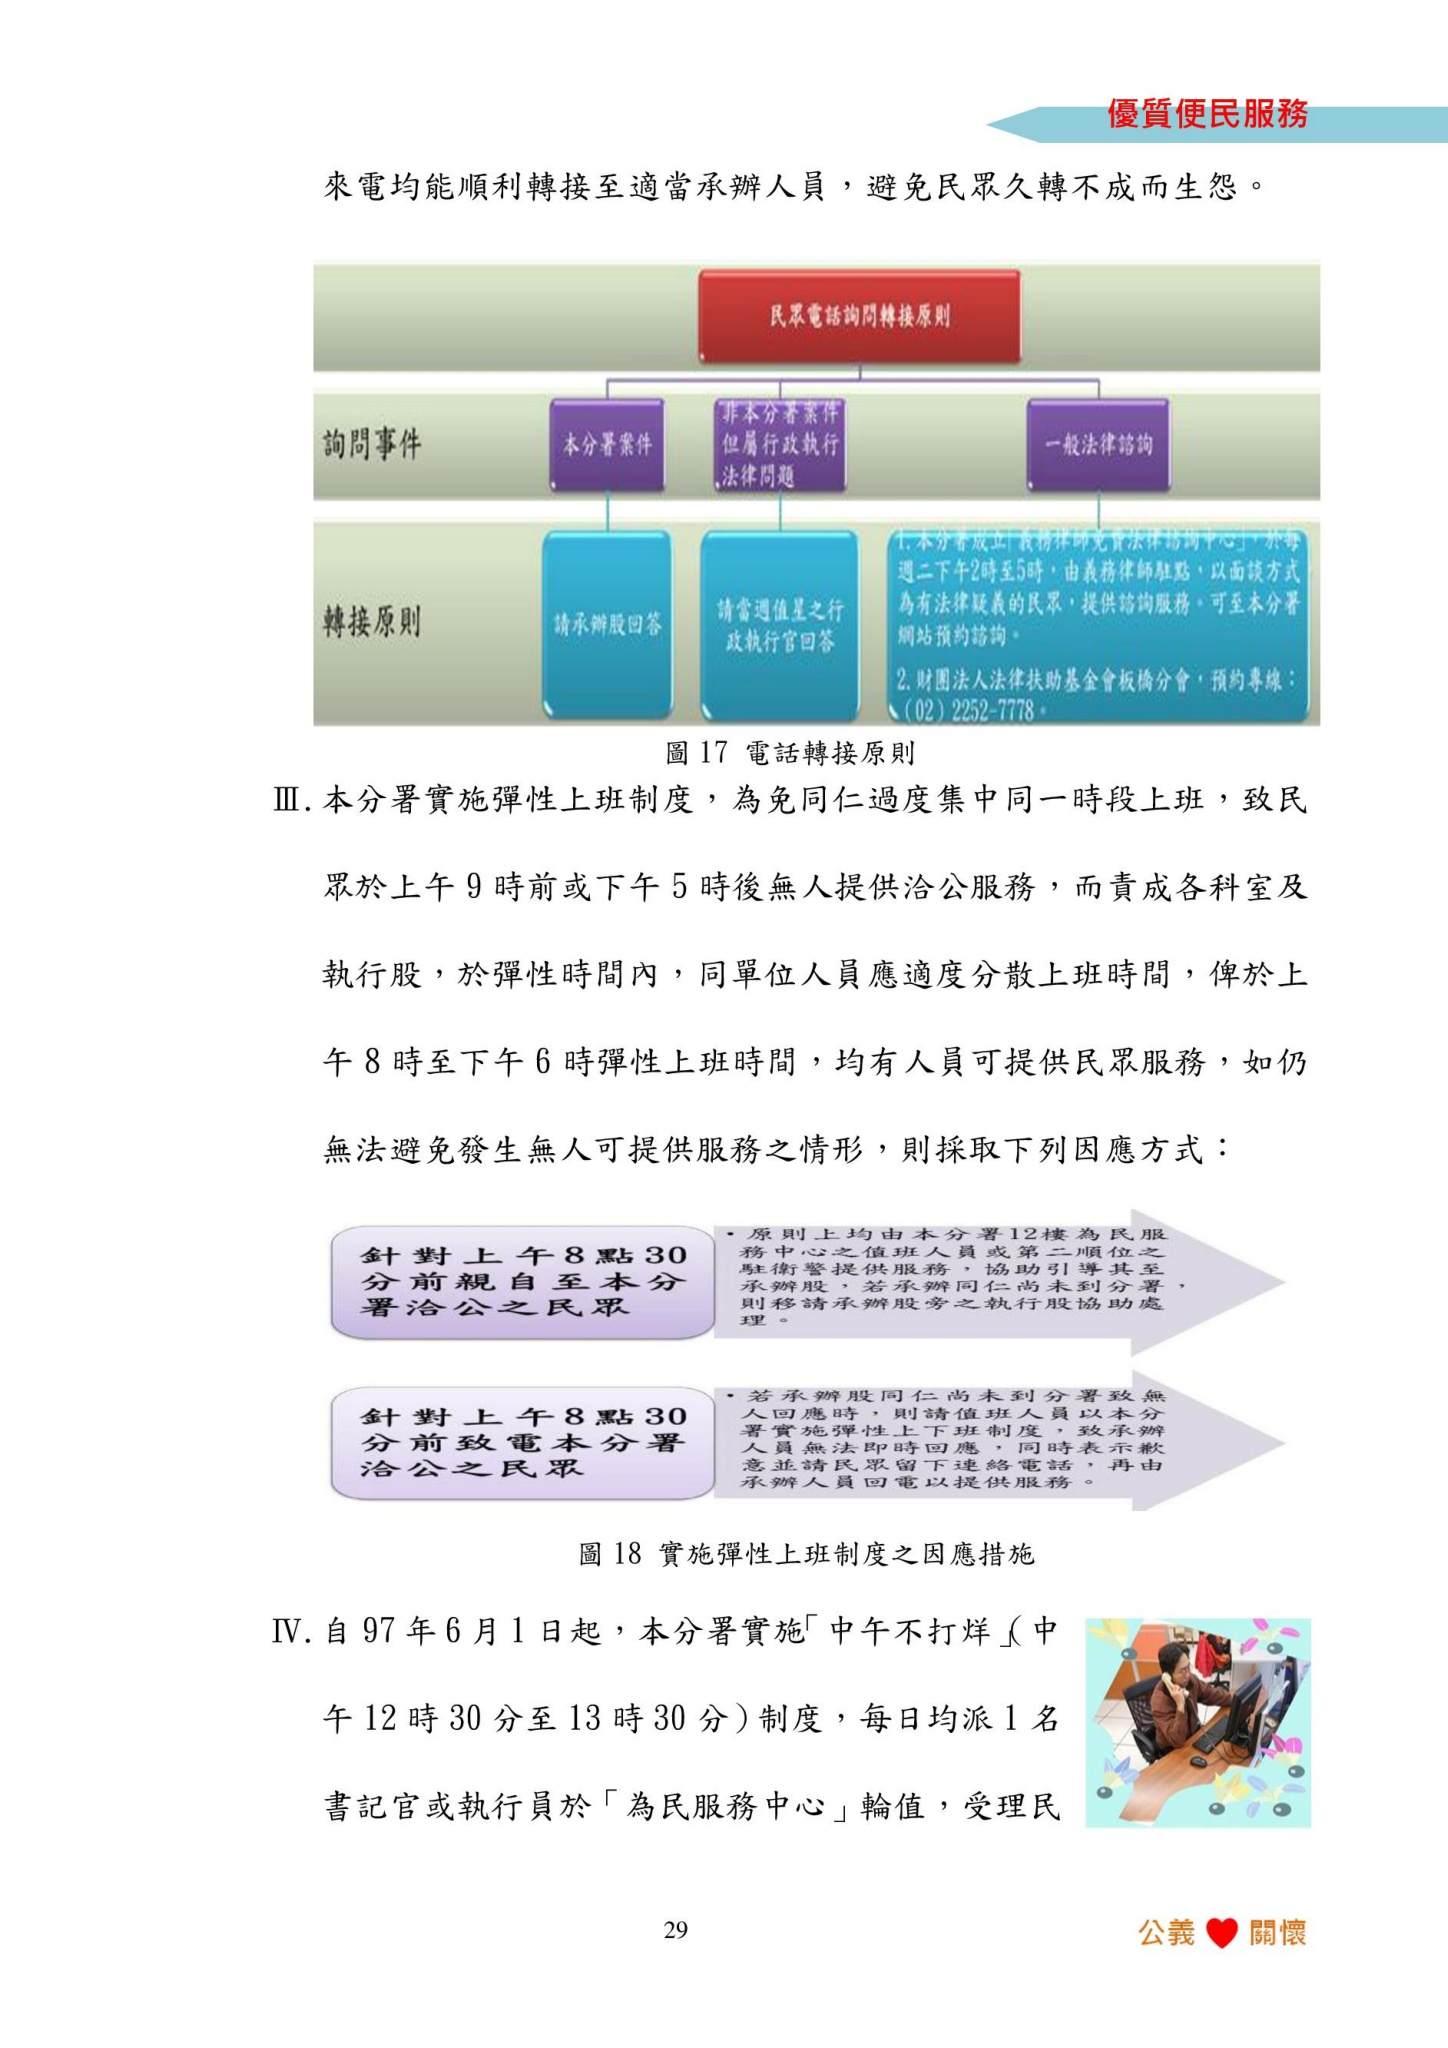 優質便民服務
來電均能順利轉接至適當承辦人員，避免民眾久轉不成而生怨。
民眾電話詢問轉接原則
詢問事件
本分署案件
非本分署案件
但屬行政執行
法律問題
一般法律諮詢
轉接原則
請承辦股回答
請當週值星之行
政執行官回答
1.本分署成立「義務律師免費法律諮詢中心」，於每
週二下午2時至5時，由義務律師駐點，以面談方式，
為有法律疑義的民眾，提供諮詢服務。可至本分署
網站預約諮詢。
2.財團法人法律扶助基金會板橋分會，預約專線：
(02)2252-7778。
圖 17 電話轉接原則
Ⅲ.本分署實施彈性上班制度，為免同仁過度集中同一時段上班，致民
眾於上午 9 時前或下午 5 時後無人提供洽公服務，而責成各科室及
執行股，於彈性時間內，同單位人員應適度分散上班時間，俾於上
午 8 時至下午 6 時彈性上班時間，均有人員可提供民眾服務，如仍
無法避免發生無人可提供服務之情形，則採取下列因應方式：
針對上午8點30
分前親自至本分
署洽公之民眾
• 原則上均由本分署12樓為民服
務中心之值班人員或第二順位之
駐衛警提供服務，協助引導其至
承辦股，若承辦同仁尚未到分署，
則移請承辦股旁之執行股協助處
理。
針對上午8點30
分前致電本分署
洽公之民眾
• 若承辦股同仁尚未到分署致無
人回應時，則請值班人員以本分
署實施彈性上下班制度，致承辦
人員無法即時回應，同時表示歉
意並請民眾留下連絡電話，再由
承辦人員回電以提供服務。
圖 18 實施彈性上班制度之因應措施
Ⅳ.自 97 年 6 月 1 日起，本分署實施「中午不打烊」(中
午 12 時 30 分至 13 時 30 分)制度，每日均派 1 名
書記官或執行員於「為民服務中心」輪值，受理民
29
公義 ♥ 關懷